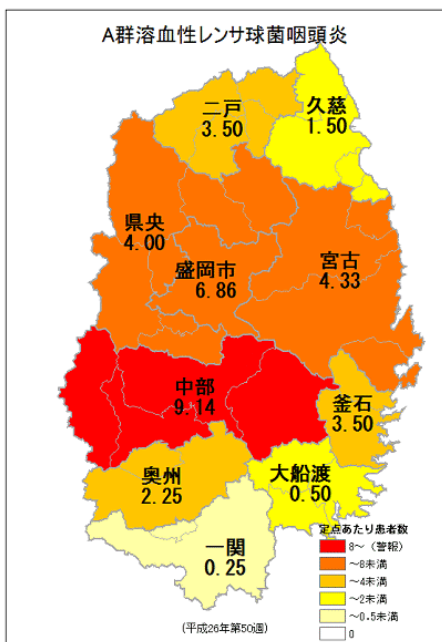 A群溶血性レンサ球菌咽頭炎
二戸
3.50
久慈
1.50
県央
4.00
盛岡市
6.86
宮古
4.33
中部
9.14
釜石
3.50
奥州
2.25
大船渡
0.50
一関
0.25
定点あたり患者数
8～（警報）
～8未満
～4未満
～2未満
～0.5未満
0
(平成26年第50週)